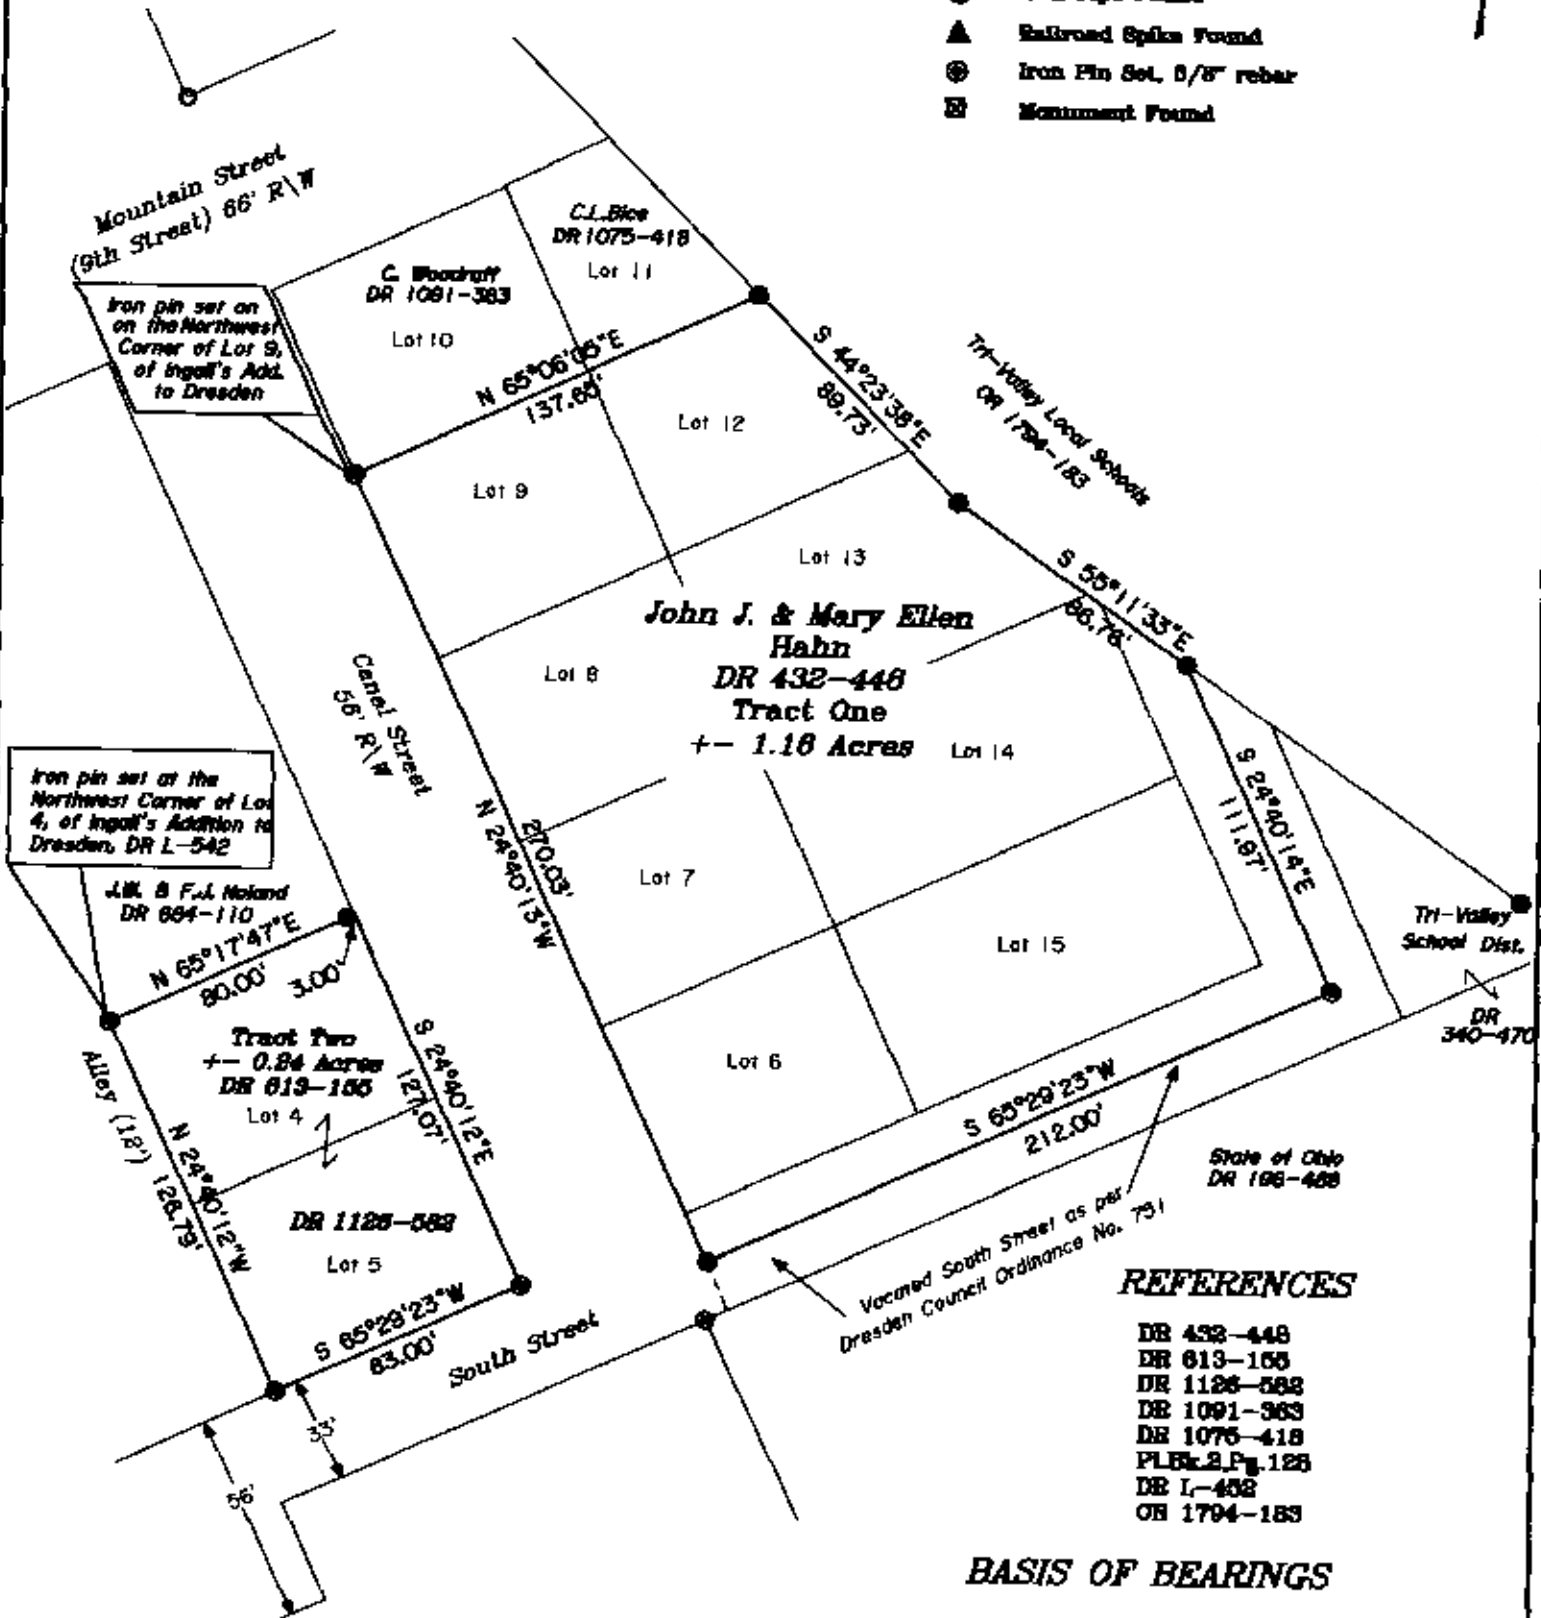 Railroad Spike Found
Iron Pin Set, 5/8" rebar
Monument Found
Mountain Street
(9th Street) 66' R\W
C.L.Bice
DR 1075-418
Lot 11
C. Woodruff
DR 1091-363
Lot 10
Iron pin set on
on the Northwest
Corner of Lot 9,
of Ingall's Add.
to Dresden
N 65°06'05"E
137.65'
S 44°23'38"E
89.73'
Tri-Valley Local Schools
OR 1794-183
Lot 12
Lot 9
Lot 13
S 55°11'33"E
86.76'
John J. & Mary Ellen
Hahn
DR 432-448
Tract One
+- 1.16 Acres
Lot 8
Lot 14
Canal Street
56' R\W
270.03'
N 24°40'13"W
S 24°40'14"E
111.97'
Iron pin set at the
Northwest Corner of Lot
4, of Ingall's Addition to
Dresden, DR L-542
J.W. & F.J. Noland
DR 664-110
Lot 7
Lot 15
Tri-Valley
School Dist.
DR
340-470
N 65°17'47"E
80.00'
3.00'
Tract Two
+- 0.24 Acres
DR 613-155
Lot 4
S 24°40'12"E
127.07'
Alley (12')
N 24°40'12"W
126.79'
Lot 6
S 65°29'23"W
212.00'
State of Ohio
DR 196-468
DR 1126-582
Lot 5
Vacated South Street as per
Dresden Council Ordinance No. 751
S 65°29'23"W
83.00'
South Street
33'
56'
REFERENCES
DR 432-448
DR 613-155
DR 1126-582
DR 1091-363
DR 1075-418
Pl.Bk.2,Pg.125
DR L-452
OR 1794-183
BASIS OF BEARINGS